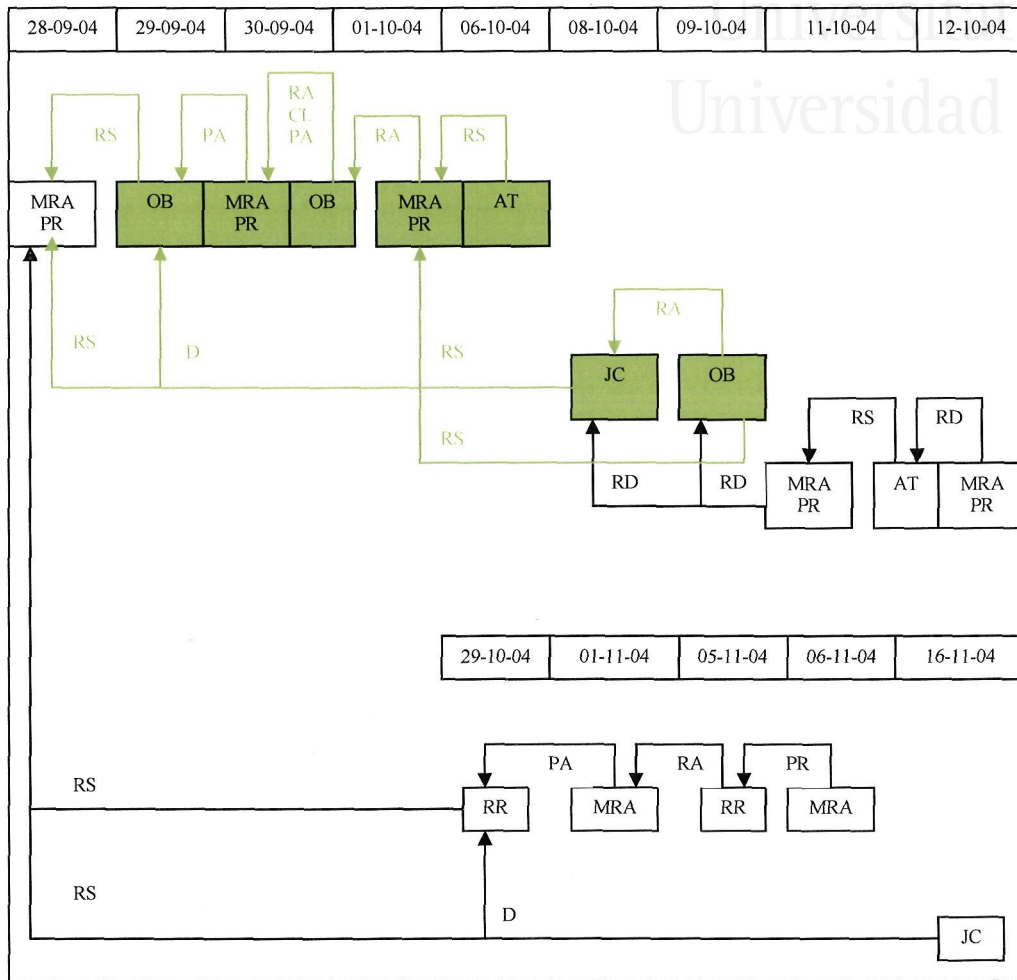 Universitat
Universidad
28-09-04 29-09-04 30-09-04 01-10-04 06-10-04 08-10-04 09-10-04 11-10-04 12-10-04
RS PA RA RA RS
CL
PA
MRA OB MRA OB MRA AT
PR PR PR
RS D RS RA
JC OB
RS RS RD
RD RD MRA AT MRA
PR PR
29-10-04 01-11-04 05-11-04 06-11-04 16-11-04
PA RA PR
RS RR MRA RR MRA
RS D
JC